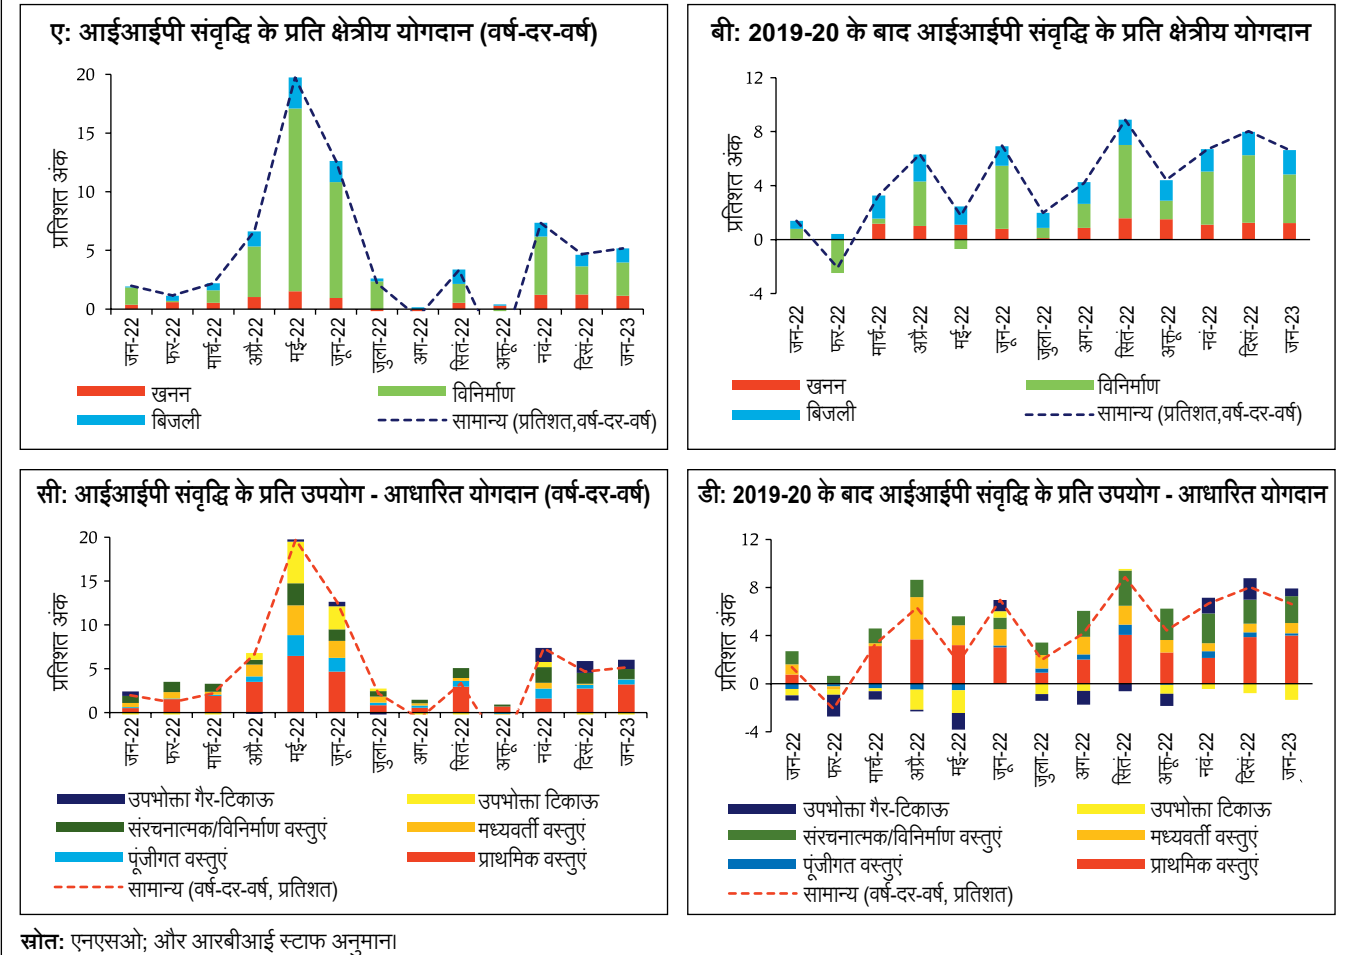 ए: आईआईपी संवृद्धि के प्रति क्षेत्रीय योगदान (वर्ष-दर-वर्ष)
प्रतिशत अंक
20
15
10
5
0
जन-22 फर-22 मार्च-22 अप्रै-22 मई-22 जून-22 जुला-22 अग-22 सितं-22 अक्तू-22 नवं-22 दिसं-22 जन-23
खनन विनिर्माण
बिजली सामान्य (प्रतिशत,वर्ष-दर-वर्ष)
बी: 2019-20 के बाद आईआईपी संवृद्धि के प्रति क्षेत्रीय योगदान
प्रतिशत अंक
12
8
4
0
-4
जन-22 फर-22 मार्च-22 अप्रै-22 मई-22 जून-22 जुला-22 अग-22 सितं-22 अक्तू-22 नवं-22 दिसं-22 जन-23
खनन विनिर्माण
बिजली सामान्य (प्रतिशत,वर्ष-दर-वर्ष)
सी: आईआईपी संवृद्धि के प्रति उपयोग - आधारित योगदान (वर्ष-दर-वर्ष)
प्रतिशत अंक
20
15
10
5
0
जन-22 फर-22 मार्च-22 अप्रै-22 मई-22 जून-22 जुला-22 अग-22 सितं-22 अक्तू-22 नवं-22 दिसं-22 जन-23
उपभोक्ता गैर-टिकाऊ उपभोक्ता टिकाऊ
संरचनात्मक/विनिर्माण वस्तुएं मध्यवर्ती वस्तुएं
पूंजीगत वस्तुएं प्राथमिक वस्तुएं
सामान्य (वर्ष-दर-वर्ष, प्रतिशत)
डी: 2019-20 के बाद आईआईपी संवृद्धि के प्रति उपयोग - आधारित योगदान
प्रतिशत अंक
12
8
4
0
-4
जन-22 फर-22 मार्च-22 अप्रै-22 मई-22 जून-22 जुला-22 अग-22 सितं-22 अक्तू-22 नवं-22 दिसं-22 जन-23
उपभोक्ता गैर-टिकाऊ उपभोक्ता टिकाऊ
संरचनात्मक/विनिर्माण वस्तुएं मध्यवर्ती वस्तुएं
पूंजीगत वस्तुएं प्राथमिक वस्तुएं
सामान्य (वर्ष-दर-वर्ष, प्रतिशत)
स्रोत: एनएसओ; और आरबीआई स्टाफ अनुमान।